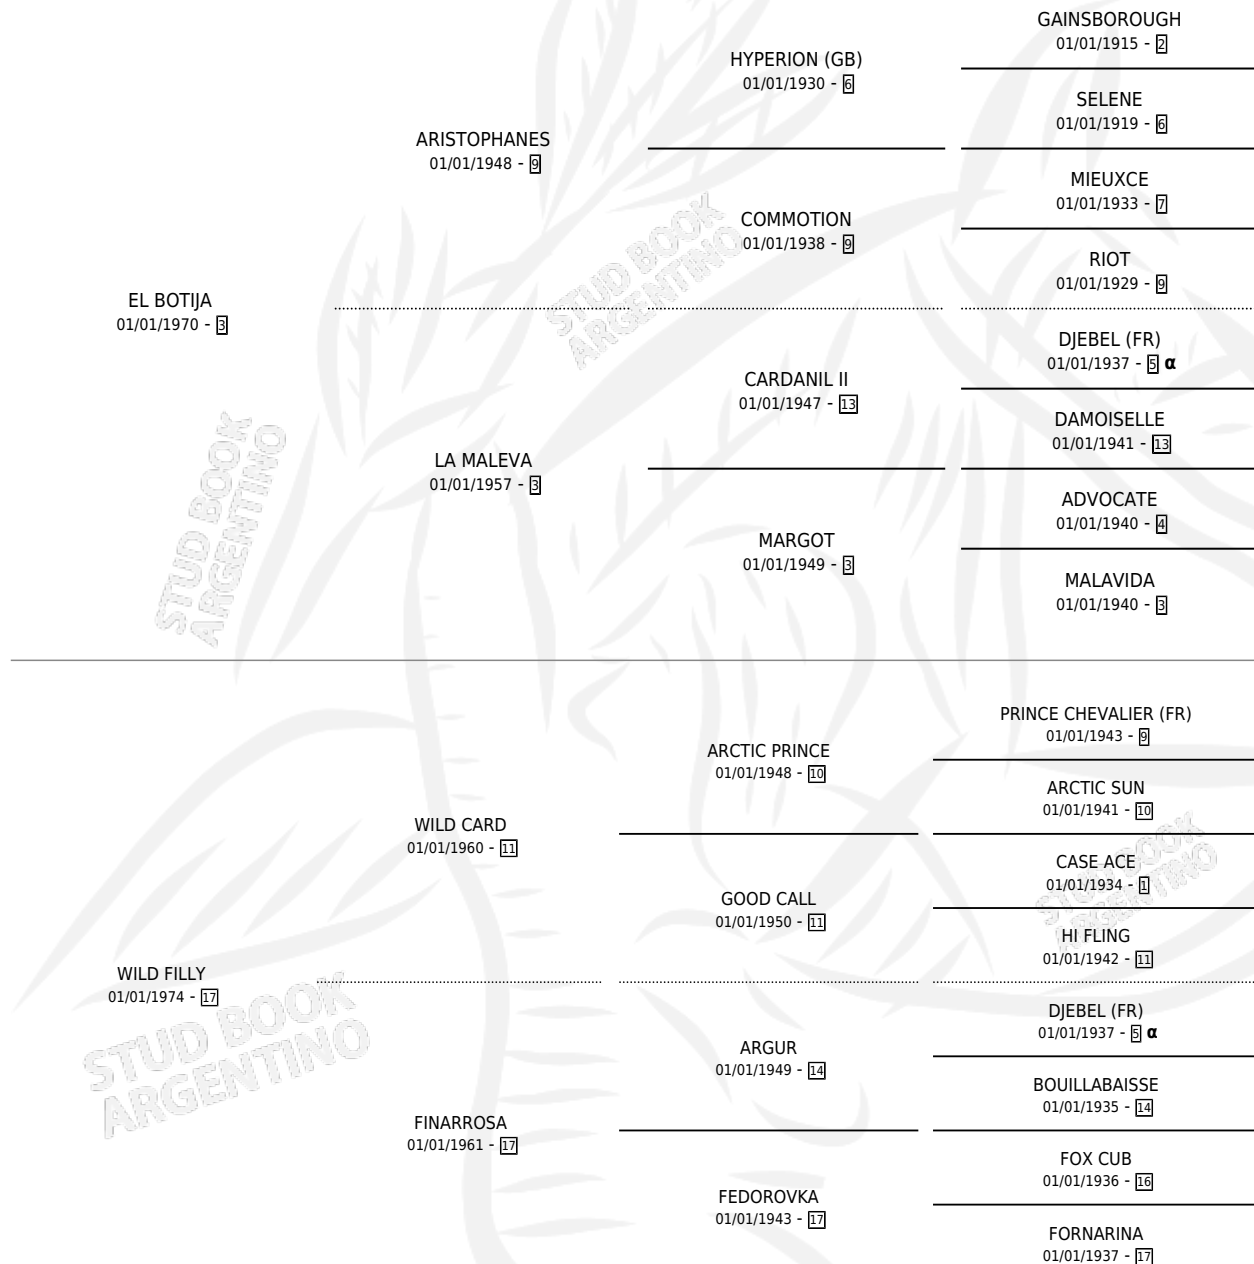 GAINSBOROUGH
01/01/1915 - 2
HYPERION (GB)
01/01/1930 - 6
SELENE
01/01/1919 - 6
ARISTOPHANES
01/01/1948 - 9
MIEUXCE
01/01/1933 - 7
COMMOTION
01/01/1938 - 9
RIOT
01/01/1929 - 9
EL BOTIJA
01/01/1970 - 3
DJEBEL (FR)
01/01/1937 - 5 α
CARDANIL II
01/01/1947 - 13
DAMOISELLE
01/01/1941 - 13
LA MALEVA
01/01/1957 - 3
ADVOCATE
01/01/1940 - 4
MARGOT
01/01/1949 - 3
MALAVIDA
01/01/1940 - 3
PRINCE CHEVALIER (FR)
01/01/1943 - 9
ARCTIC PRINCE
01/01/1948 - 10
ARCTIC SUN
01/01/1941 - 10
WILD CARD
01/01/1960 - 11
CASE ACE
01/01/1934 - 1
GOOD CALL
01/01/1950 - 11
HI FLING
01/01/1942 - 11
WILD FILLY
01/01/1974 - 17
DJEBEL (FR)
01/01/1937 - 5 α
ARGUR
01/01/1949 - 14
BOUILLABAISSE
01/01/1935 - 14
FINARROSA
01/01/1961 - 17
FOX CUB
01/01/1936 - 16
FEDOROVKA
01/01/1943 - 17
FORNARINA
01/01/1937 - 17
STUD BOOK
ARGENTINO
STUD BOOK
ARGENTINO
STUD BOOK
ARGENTINO
STUD BOOK
ARGENTINO